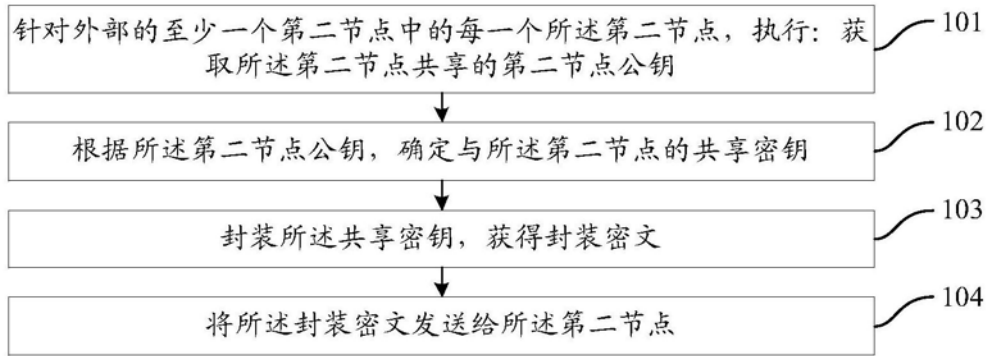 针对外部的至少一个第二节点中的每一个所述第二节点，执行：获
取所述第二节点共享的第二节点公钥
101
根据所述第二节点公钥，确定与所述第二节点的共享密钥
102
封装所述共享密钥，获得封装密文
103
将所述封装密文发送给所述第二节点
104